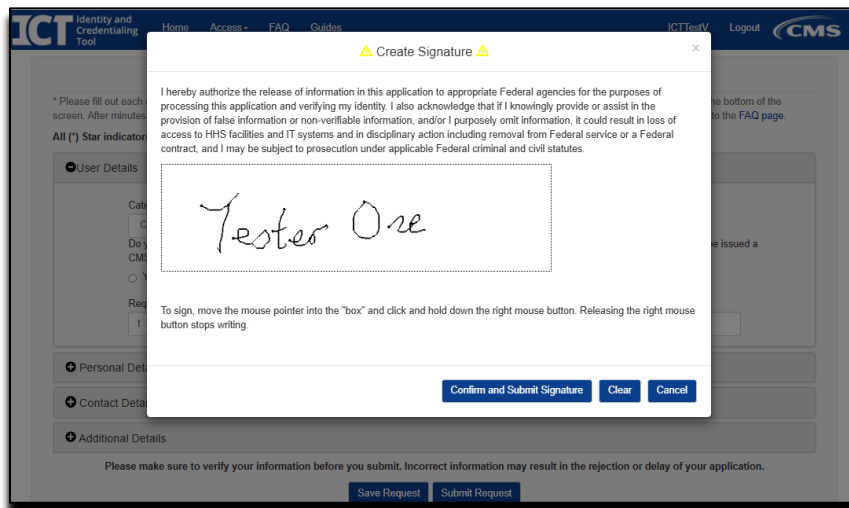 ICT Identity and Credentialing Tool
Home Access FAQ Guides ICTTestV Logout CMS
Create Signature
×
I hereby authorize the release of information in this application to appropriate Federal agencies for the purposes of
processing this application and verifying my identity. I also acknowledge that if I knowingly provide or assist in the
provision of false information or non-verifiable information, and/or I purposely omit information, it could result in loss of
access to HHS facilities and IT systems and in disciplinary action including removal from Federal service or a Federal
contract, and I may be subject to prosecution under applicable Federal criminal and civil statutes.
Tester One
To sign, move the mouse pointer into the "box" and click and hold down the right mouse button. Releasing the right mouse
button stops writing.
Confirm and Submit Signature Clear Cancel
* Please fill out each he bottom of the
screen. After minutes to the FAQ page.
All (*) Star indicator
User Details
Do y e issued a
CMS
Req
t
Personal Deta
Contact Detai
Additional Details
Please make sure to verify your information before you submit. Incorrect information may result in the rejection or delay of your application.
Save Request Submit Request